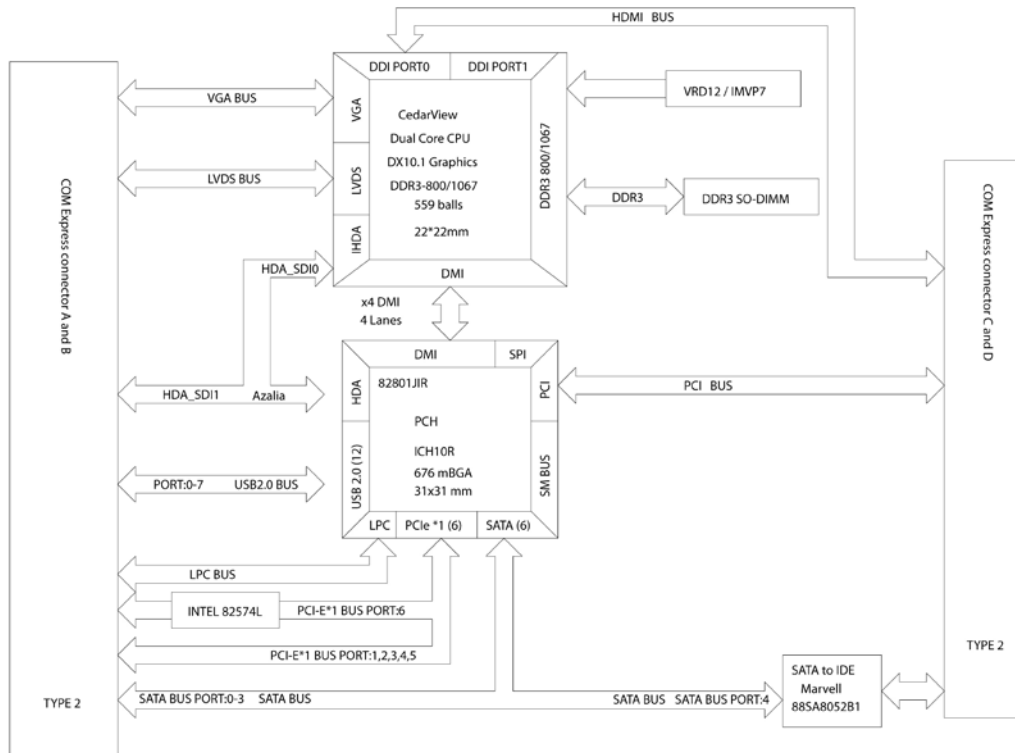 HDMI BUS
DDI PORT0
DDI PORT1
VGA BUS
VGA
CedarView
Dual Core CPU
DX10.1 Graphics
DDR3-800/1067
559 balls
22*22mm
DDR3 800/1067
VRD12 / IMVP7
LVDS BUS
LVDS
DDR3
DDR3 SO-DIMM
COM Express connector A and B
COM Express connector C and D
IHDA
HDA_SDI0
DMI
x4 DMI
4 Lanes
DMI
SPI
HDA_SDI1
Azalia
HDA
82801JIR
PCH
ICH10R
676 mBGA
31x31 mm
PCI
PCI BUS
PORT:0-7
USB2.0 BUS
USB 2.0 (12)
SM BUS
LPC
PCIe *1 (6)
SATA (6)
LPC BUS
INTEL 82574L
PCI-E*1 BUS PORT:6
PCI-E*1 BUS PORT:1,2,3,4,5
TYPE 2
SATA BUS PORT:0-3
SATA BUS
SATA BUS
SATA BUS PORT:4
SATA to IDE
Marvell
88SA8052B1
TYPE 2